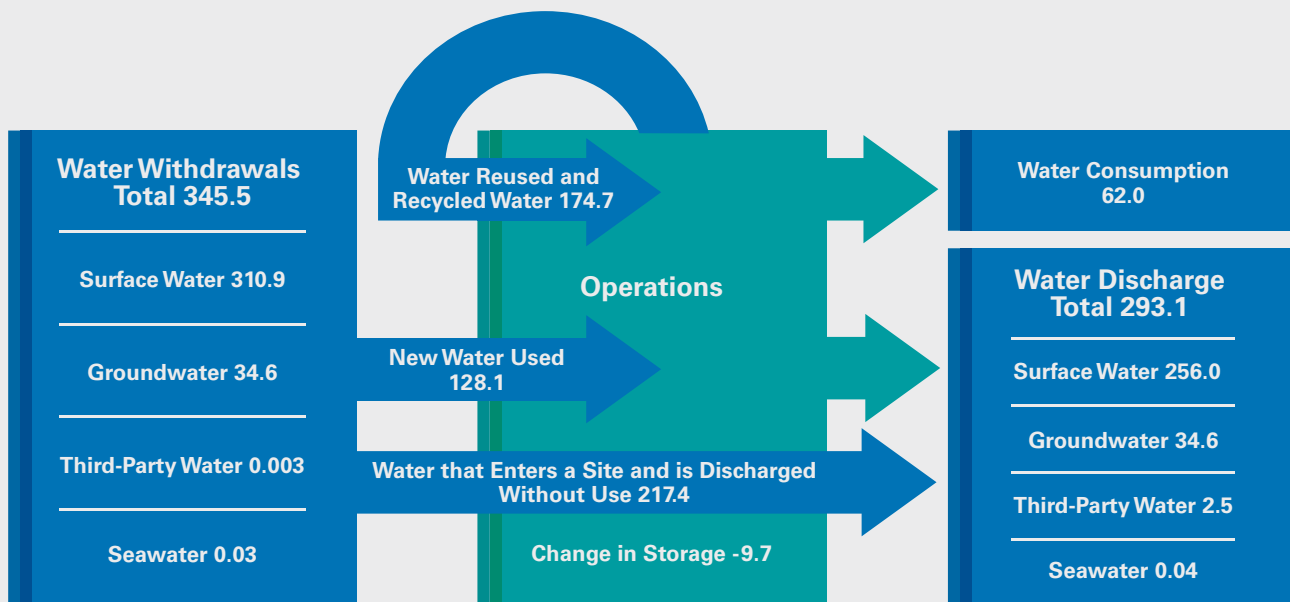 Water Withdrawals
Total 345.5
Surface Water 310.9
Groundwater 34.6
Third-Party Water 0.003
Seawater 0.03
Water Reused and
Recycled Water 174.7
Operations
New Water Used
128.1
Water that Enters a Site and is Discharged
Without Use 217.4
Change in Storage -9.7
Water Consumption
62.0
Water Discharge
Total 293.1
Surface Water 256.0
Groundwater 34.6
Third-Party Water 2.5
Seawater 0.04